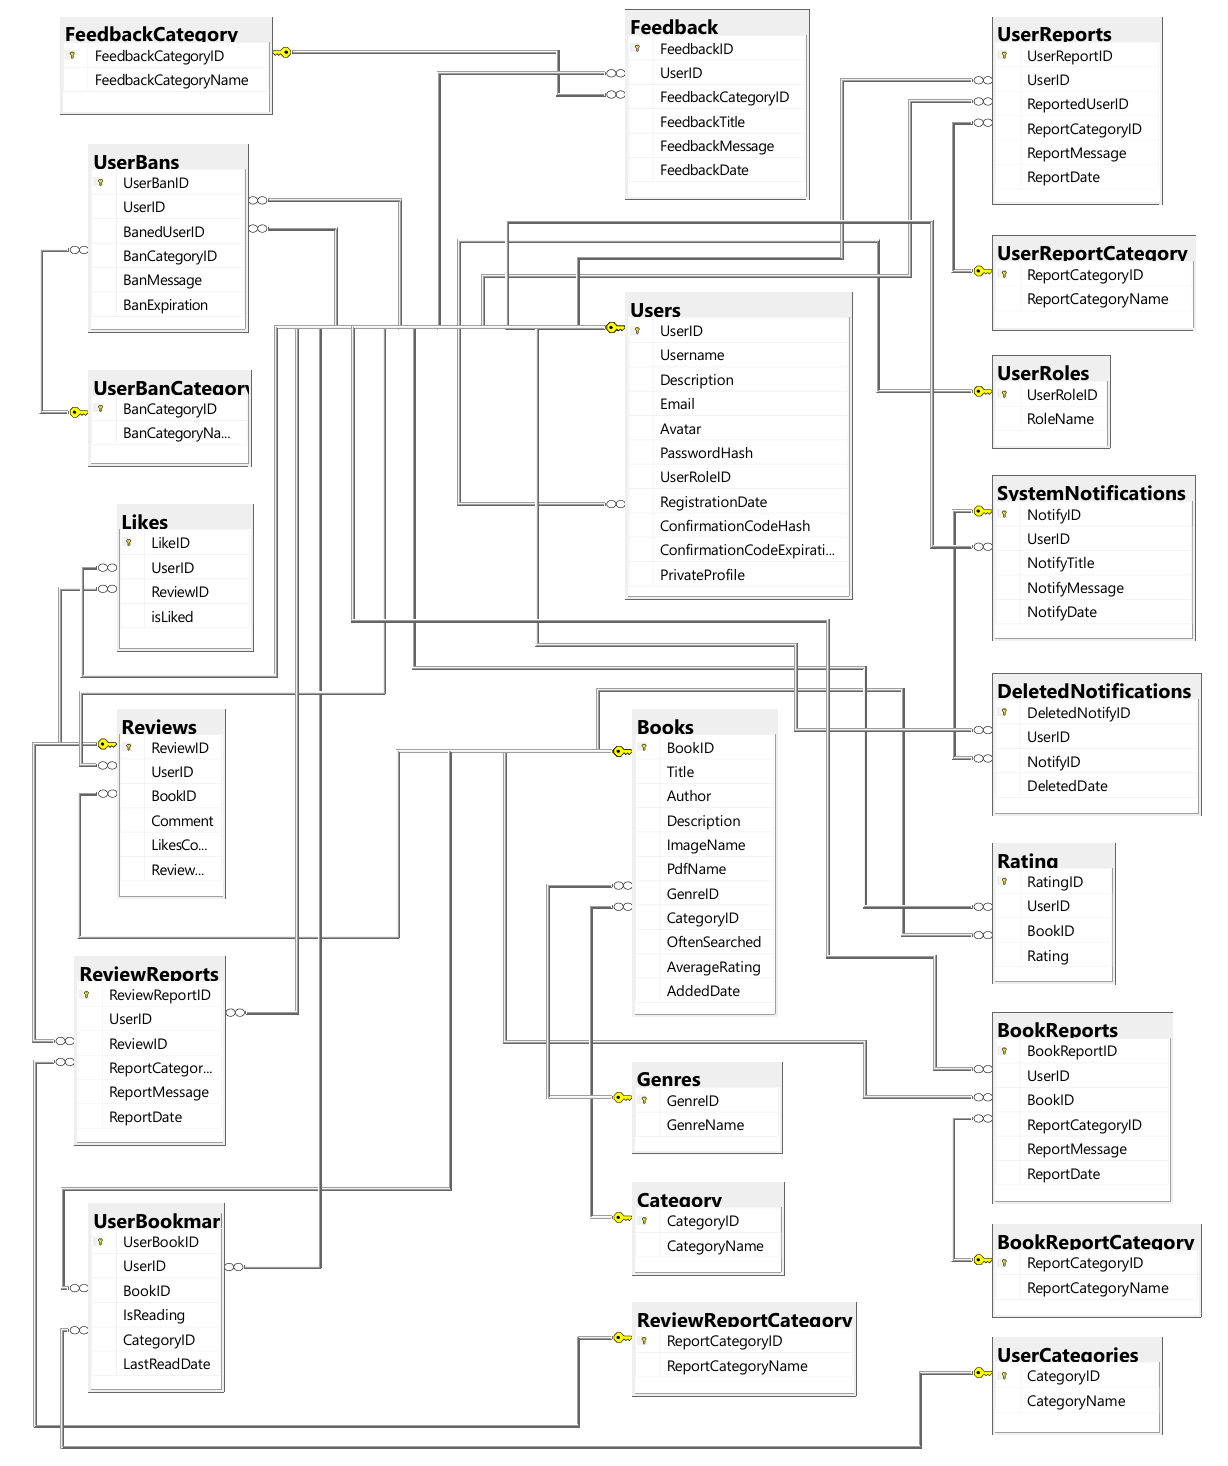 FeedbackCategory
FeedbackCategoryID
FeedbackCategoryName
Feedback
FeedbackID
UserID
FeedbackCategoryID
FeedbackTitle
FeedbackMessage
FeedbackDate
UserReports
UserReportID
UserID
ReportedUserID
ReportCategoryID
ReportMessage
ReportDate
UserBans
UserBanID
UserID
BanedUserID
BanCategoryID
BanMessage
BanExpiration
UserReportCategory
ReportCategoryID
ReportCategoryName
Users
UserID
Username
Description
Email
Avatar
PasswordHash
UserRoleID
RegistrationDate
ConfirmationCodeHash
ConfirmationCodeExpirati...
PrivateProfile
UserBanCategory
BanCategoryID
BanCategoryNa...
UserRoles
UserRoleID
RoleName
SystemNotifications
NotifyID
UserID
NotifyTitle
NotifyMessage
NotifyDate
Likes
LikeID
UserID
ReviewID
isLiked
DeletedNotifications
DeletedNotifyID
UserID
NotifyID
DeletedDate
Reviews
ReviewID
UserID
BookID
Comment
LikesCo...
Review...
Books
BookID
Title
Author
Description
ImageName
PdfName
GenreID
CategoryID
OftenSearched
AverageRating
AddedDate
Rating
RatingID
UserID
BookID
Rating
ReviewReports
ReviewReportID
UserID
ReviewID
ReportCategor...
ReportMessage
ReportDate
BookReports
BookReportID
UserID
BookID
ReportCategoryID
ReportMessage
ReportDate
Genres
GenreID
GenreName
Category
CategoryID
CategoryName
UserBookmar
UserBookID
UserID
BookID
IsReading
CategoryID
LastReadDate
BookReportCategory
ReportCategoryID
ReportCategoryName
ReviewReportCategory
ReportCategoryID
ReportCategoryName
UserCategories
CategoryID
CategoryName